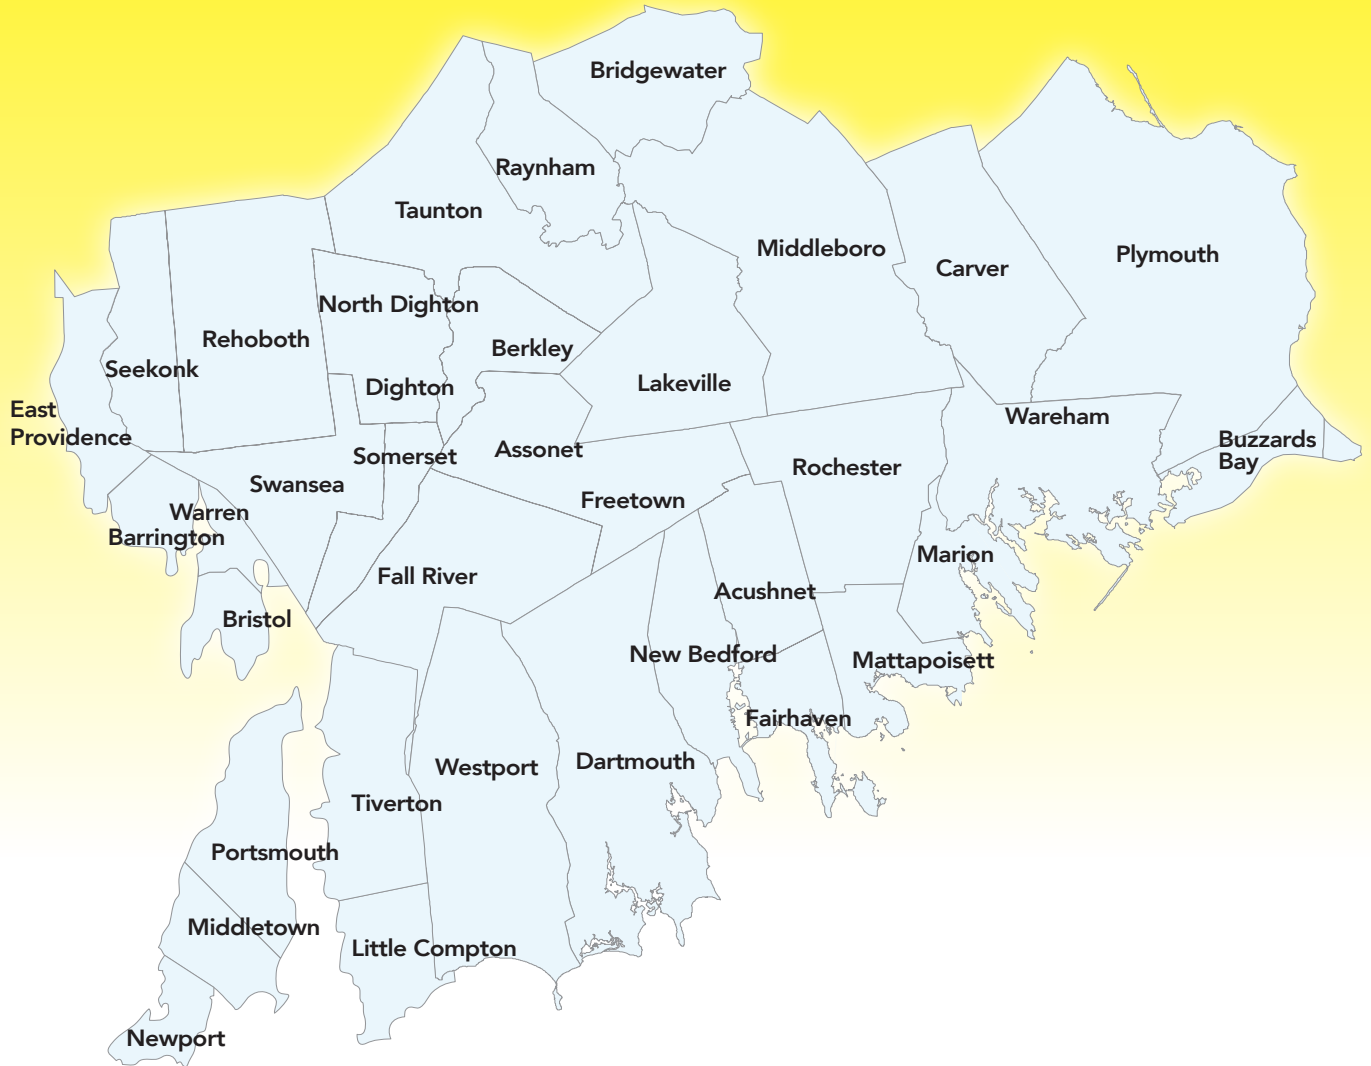 Bridgewater
Raynham
Taunton
Middleboro
Plymouth
Carver
North Dighton
Rehoboth
Berkley
Seekonk
Dighton
Lakeville
East
Providence
Wareham
Buzzards
Bay
Somerset
Assonet
Rochester
Swansea
Freetown
Warren
Barrington
Marion
Fall River
Acushnet
Bristol
New Bedford
Mattapoisett
Fairhaven
Westport
Dartmouth
Tiverton
Portsmouth
Middletown
Little Compton
Newport